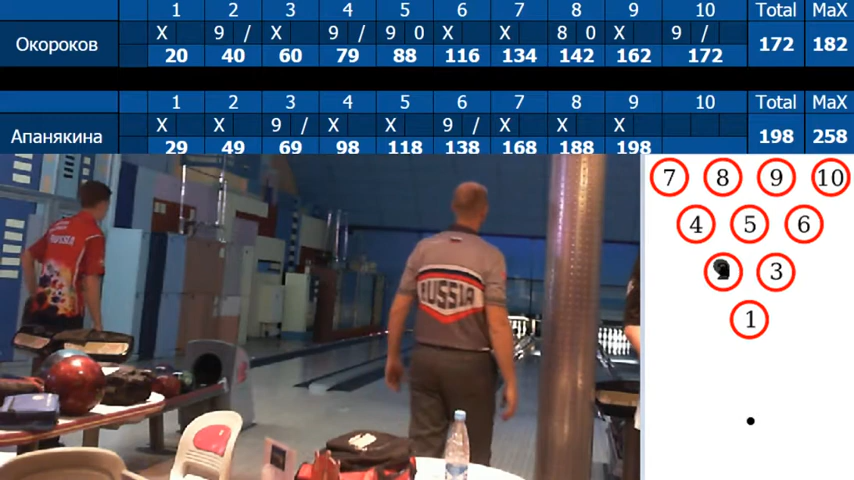 1 2 3 4 5 6 7 8 9 10 Total MaX
Окороков X 9 / X 9 / 9 0 X X 8 0 X 9 / 172 182
20 40 60 79 88 116 134 142 162 172
1 2 3 4 5 6 7 8 9 10 Total MaX
Апанякина X X 9 / X X 9 / X X X 198 258
29 49 69 98 118 138 168 188 198
RUSSIA
RUSSIA
7 8 9 10
4 5 6
3
1